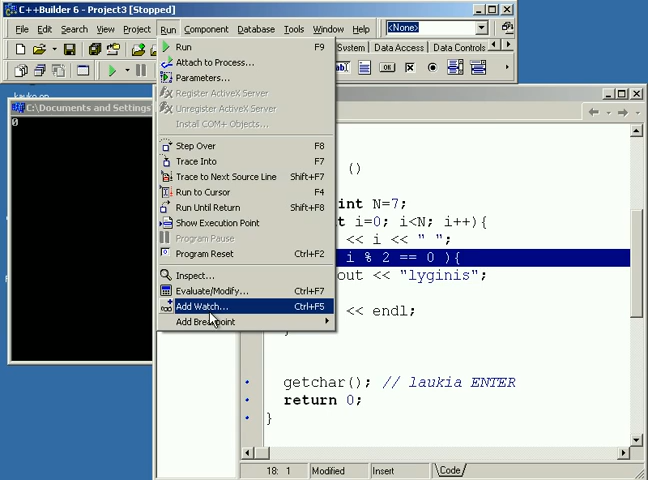 C++Builder 6 - Project3 [Stopped]
File Edit Search View Project Run Component Database Tools Window Help
<None>
System Data Access Data Controls
Run F9
Attach to Process...
Parameters...
Register ActiveX Server
Unregister ActiveX Server
Install COM+ Objects...
Step Over F8
Trace Into F7
Trace to Next Source Line Shift+F7
Run to Cursor F4
Run Until Return Shift+F8
Show Execution Point
Program Pause
Program Reset Ctrl+F2
Inspect...
Evaluate/Modify... Ctrl+F7
Add Watch... Ctrl+F5
Add Breakpoint
C:\Documents and Settings
0
()
int N=7;
t i=0; i<N; i++){
<< i << " ";
i % 2 == 0 ){
out << "lyginis";
<< endl;
}
getchar(); // laukia ENTER
return 0;
}
18: 1 Modified Insert Code